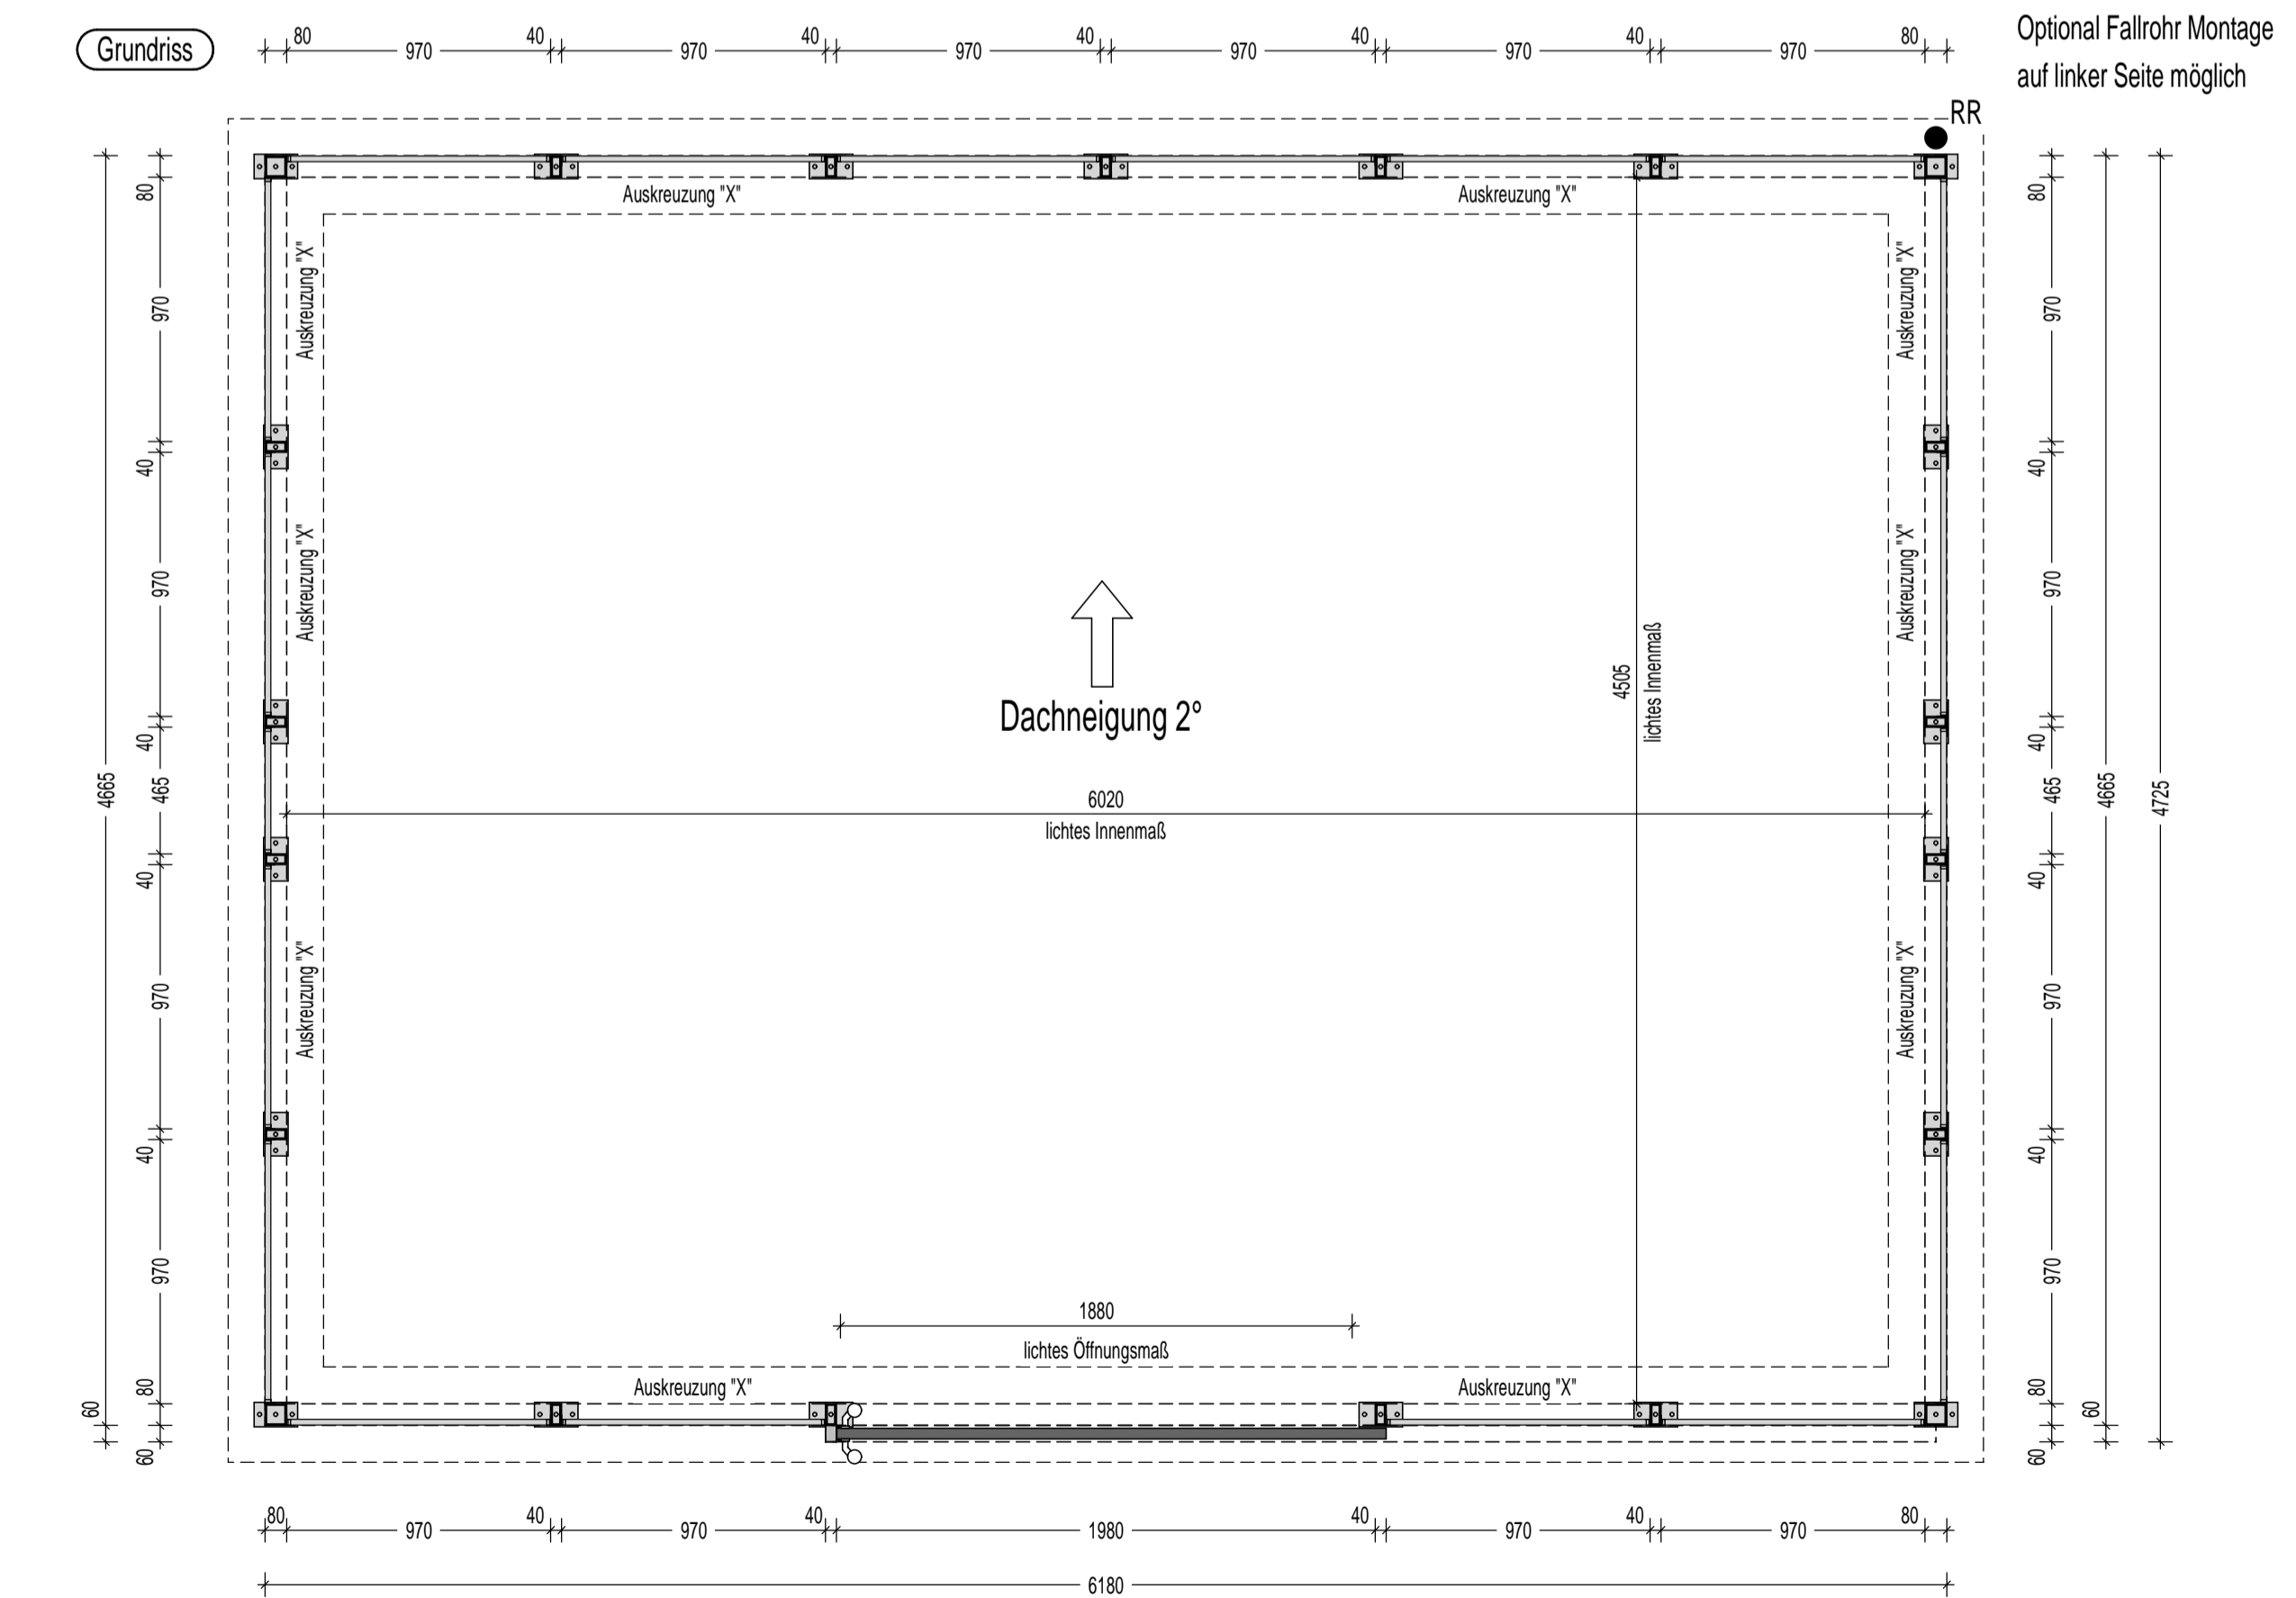 Grundriss
80 970 40 970 40 970 40 970 40 970 40 970 80
Optional Fallrohr Montage
auf linker Seite möglich
RR
Auskreuzung "X" Auskreuzung "X"
4665
80
970
40
970
40
465
40
970
40
970
80
60
60
Auskreuzung "X"
Auskreuzung "X"
Auskreuzung "X"
Dachneigung 2°
6020
lichtes Innenmaß
4505
lichtes Innenmaß
1880
lichtes Öffnungsmaß
Auskreuzung "X" Auskreuzung "X"
Auskreuzung "X"
Auskreuzung "X"
Auskreuzung "X"
80
970
40
970
40
465
40
970
40
970
80
60
4665
60
4725
80 970 40 970 40 1980 40 970 40 970 80
6180